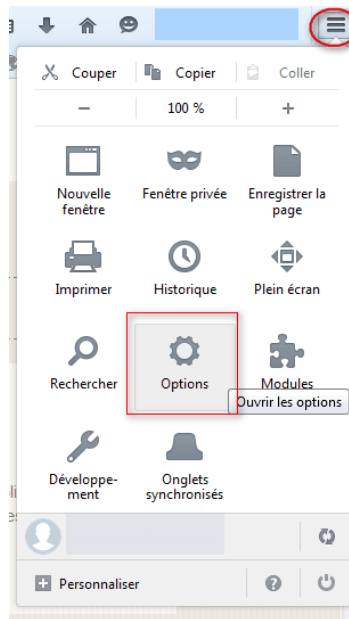 Couper Copier Coller
− 100 % +
Nouvelle fenêtre Fenêtre privée Enregistrer la page
Imprimer Historique Plein écran
Rechercher Options Modules
Ouvrir les options
Développe-
ment
Onglets
synchronisés
Personnaliser